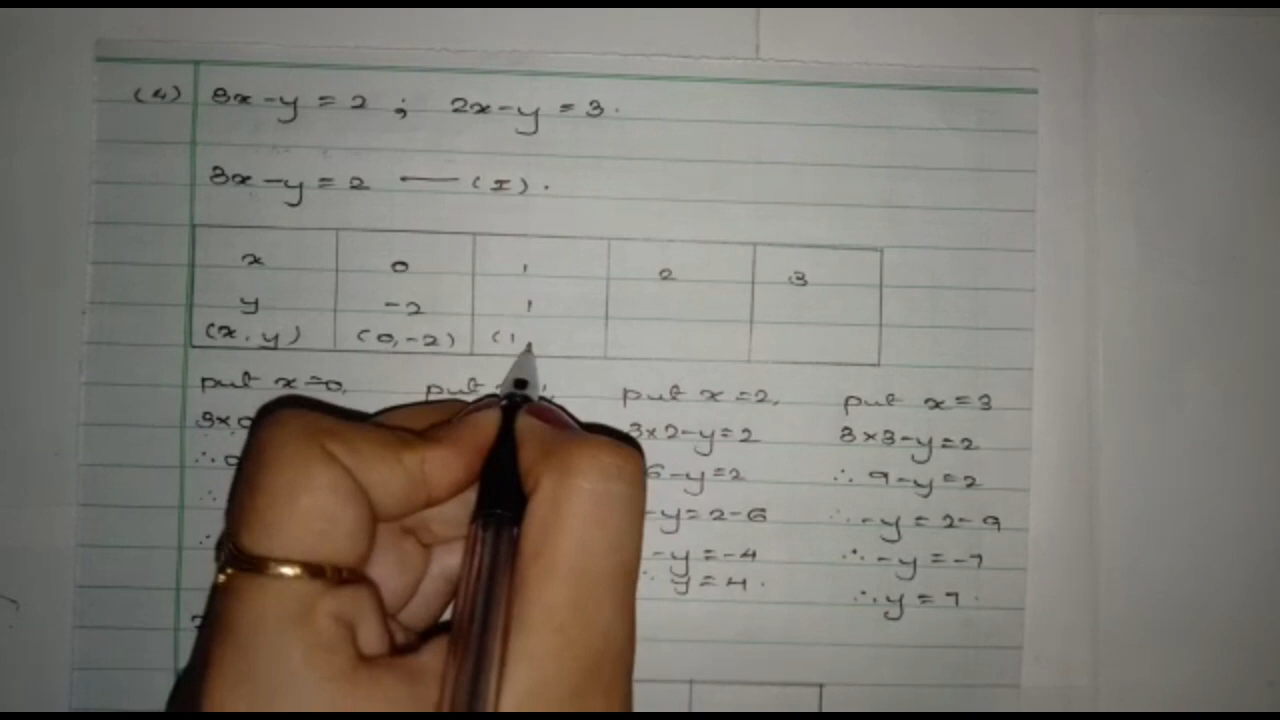 (4) 3x-y=2 ; 2x-y=3.
3x-y=2 — (I).
x 0 1 2 3
y -2 1
(x,y) (0,-2) (1,
put x=0, put put x=2, put x=3
3x0 3x2-y=2 3x3-y=2
∴ 6-y=2 ∴ 9-y=2
∴ -y=2-6 ∴ -y=2-9
∴ -y=-4 ∴ -y=-7
∴ y=4. ∴ y=7.